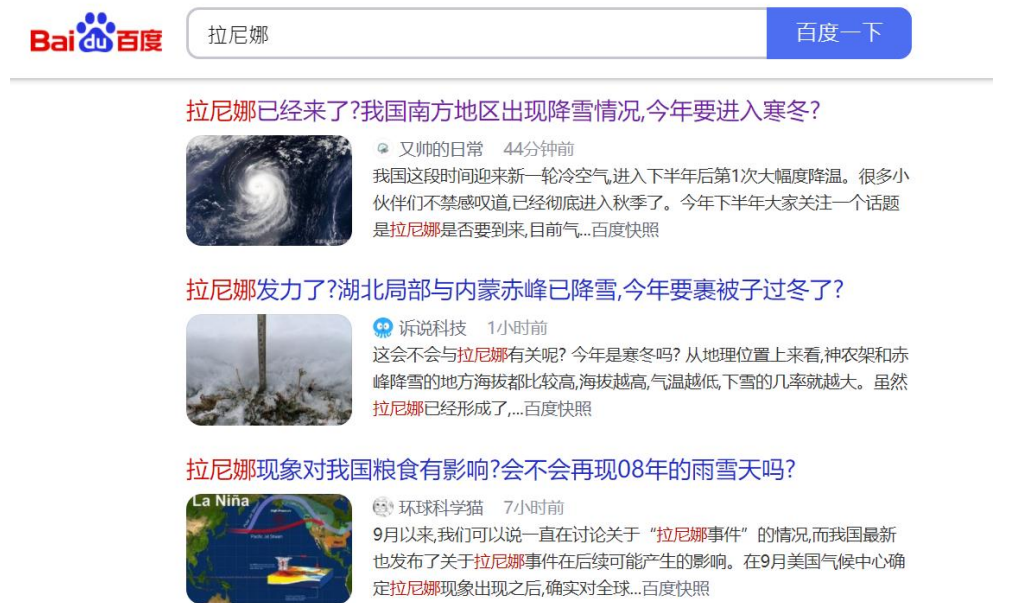 Bai du 百度
拉尼娜
百度一下
拉尼娜已经来了?我国南方地区出现降雪情况,今年要进入寒冬?
又帅的日常 44分钟前
我国这段时间迎来新一轮冷空气,进入下半年后第1次大幅度降温。很多小
伙伴们不禁感叹道,已经彻底进入秋季了。今年下半年大家关注一个话题
是拉尼娜是否要到来,目前气...百度快照
拉尼娜发力了?湖北局部与内蒙赤峰已降雪,今年要裹被子过冬了?
诉说科技 1小时前
这会不会与拉尼娜有关呢? 今年是寒冬吗? 从地理位置上来看,神农架和赤
峰降雪的地方海拔都比较高,海拔越高,气温越低,下雪的几率就越大。虽然
拉尼娜已经形成了,...百度快照
拉尼娜现象对我国粮食有影响?会不会再现08年的雨雪天吗?
La Niña
环球科学猫 7小时前
9月以来,我们可以说一直在讨论关于“拉尼娜事件”的情况,而我国最新
也发布了关于拉尼娜事件在后续可能产生的影响。在9月美国气候中心确
定拉尼娜现象出现之后,确实对全球...百度快照